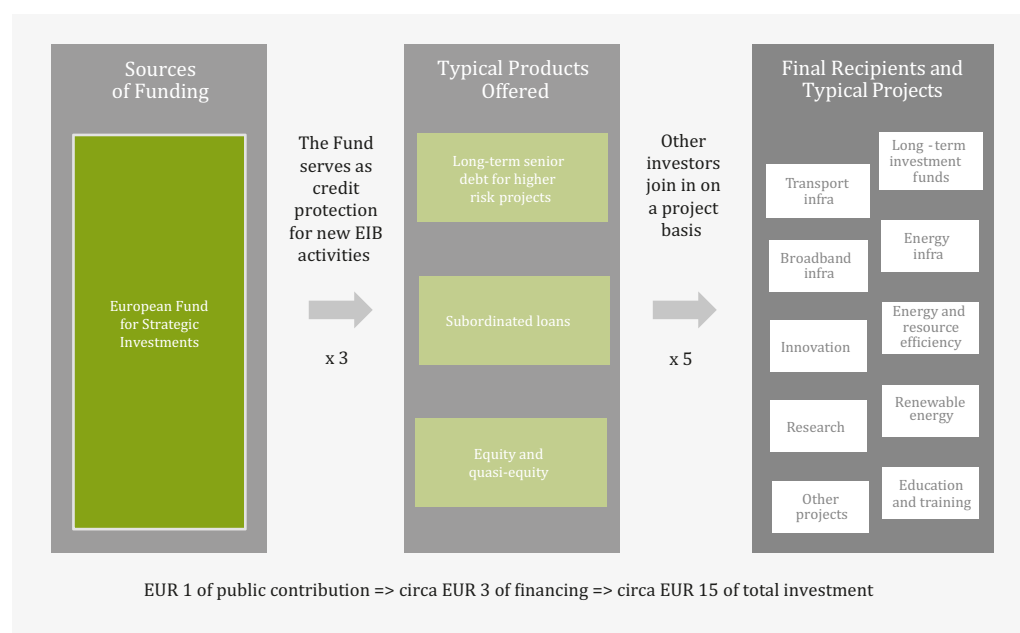 Sources
of Funding
European Fund
for Strategic
Investments
The Fund
serves as
credit
protection
for new EIB
activities
x 3
Typical Products
Offered
Long-term senior
debt for higher
risk projects
Subordinated loans
Equity and
quasi-equity
Other
investors
join in on
a project
basis
x 5
Final Recipients and
Typical Projects
Long - term
investment
funds
Transport
infra
Energy
infra
Broadband
infra
Energy and
resource
efficiency
Innovation
Renewable
energy
Research
Education
and training
Other
projects
EUR 1 of public contribution => circa EUR 3 of financing => circa EUR 15 of total investment